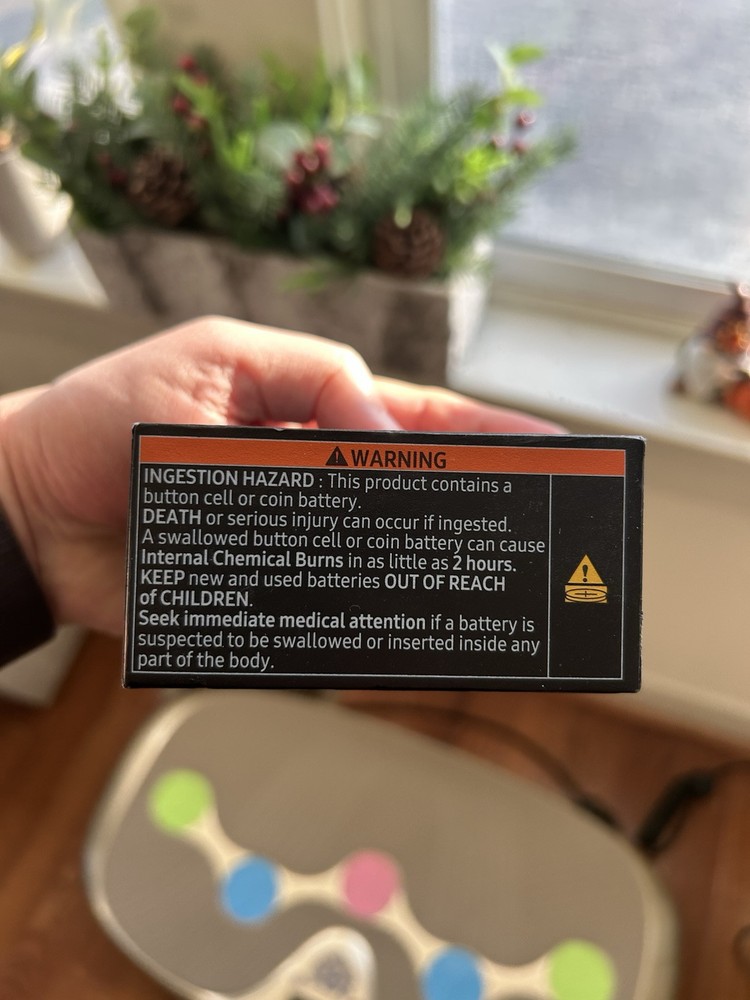 WARNING
INGESTION HAZARD : This product contains a
button cell or coin battery.
DEATH or serious injury can occur if ingested.
A swallowed button cell or coin battery can cause
Internal Chemical Burns in as little as 2 hours.
KEEP new and used batteries OUT OF REACH
of CHILDREN.
Seek immediate medical attention if a battery is
suspected to be swallowed or inserted inside any
part of the body.